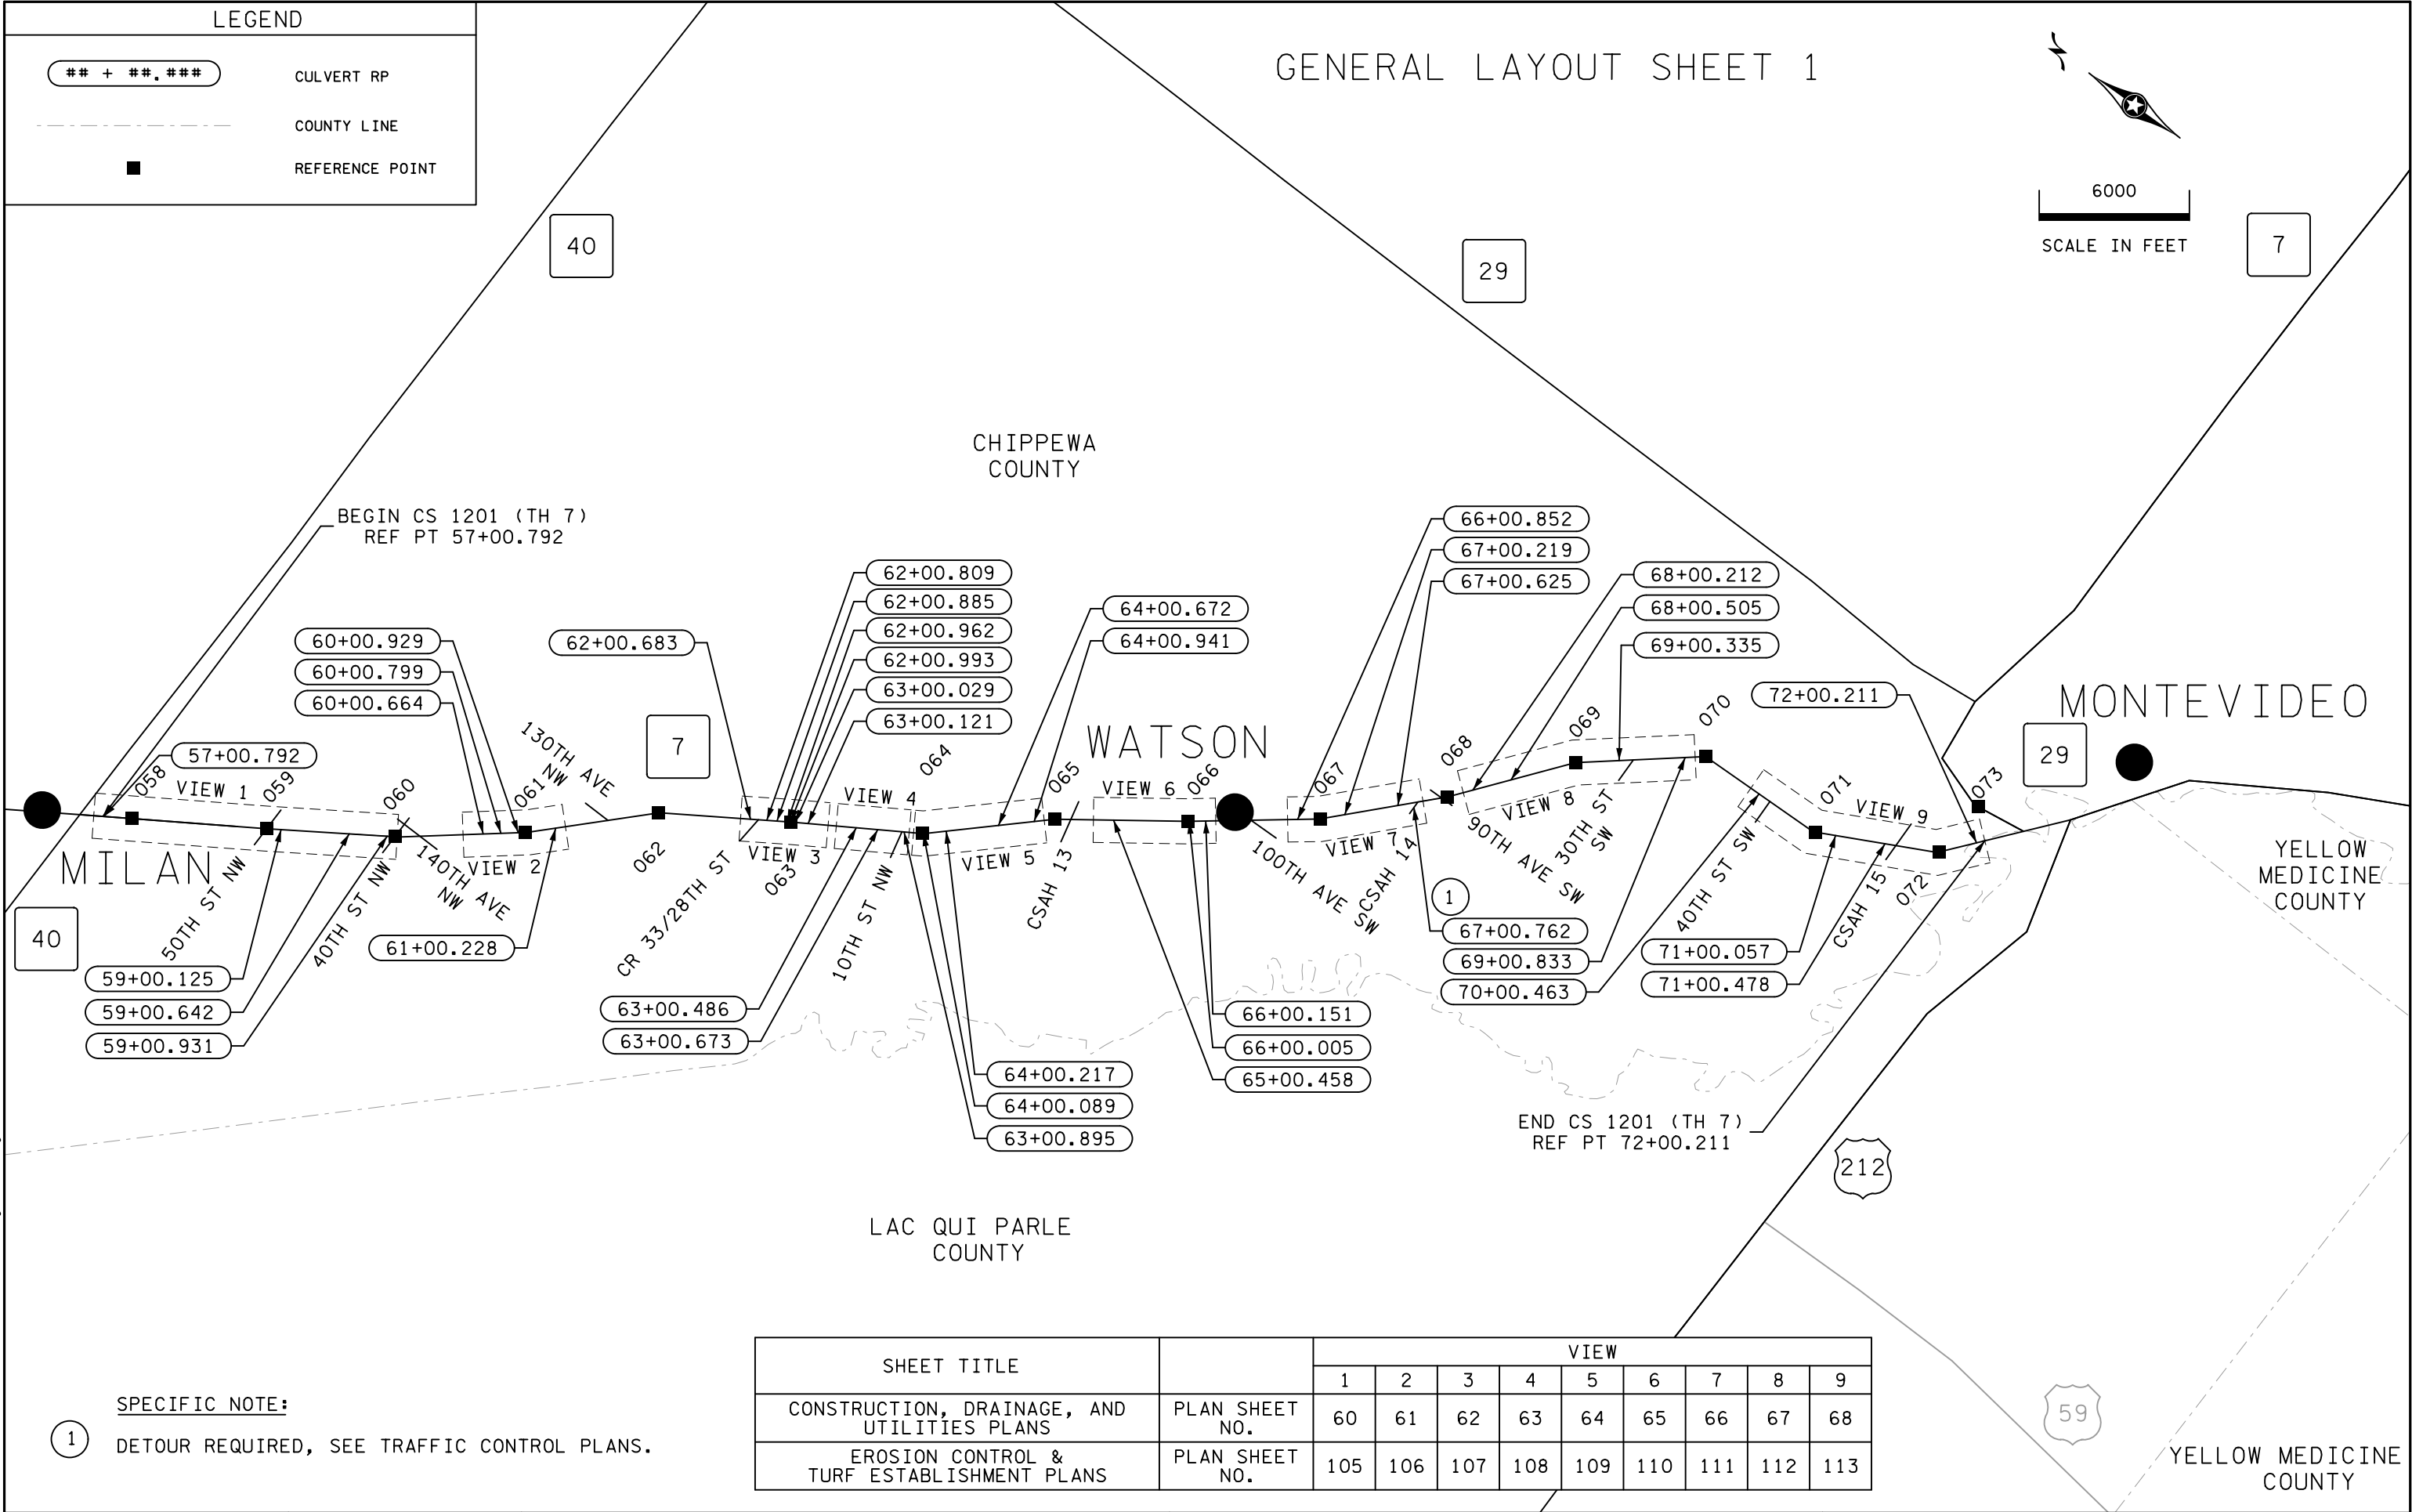 LEGEND
## + ##.###
CULVERT RP
COUNTY LINE
REFERENCE POINT
GENERAL LAYOUT SHEET 1
6000
SCALE IN FEET
40
29
7
CHIPPEWA
COUNTY
BEGIN CS 1201 (TH 7)
REF PT 57+00.792
60+00.929
60+00.799
60+00.664
57+00.792
62+00.683
62+00.809
62+00.885
62+00.962
62+00.993
63+00.029
63+00.121
64+00.672
64+00.941
66+00.852
67+00.219
67+00.625
68+00.212
68+00.505
69+00.335
72+00.211
7
29
MILAN
WATSON
MONTEVIDEO
058
059
060
061
062
063
064
065
066
067
068
069
070
071
072
073
VIEW 1
VIEW 2
VIEW 3
VIEW 4
VIEW 5
VIEW 6
VIEW 7
VIEW 8
VIEW 9
50TH ST NW
40TH ST NW
140TH AVE
NW
130TH AVE
NW
CR 33/28TH ST
10TH ST NW
CSAH 13
100TH AVE SW
CSAH 14
90TH AVE SW
30TH ST
SW
40TH ST SW
CSAH 15
40
59+00.125
59+00.642
59+00.931
61+00.228
63+00.486
63+00.673
64+00.217
64+00.089
63+00.895
66+00.151
66+00.005
65+00.458
1
67+00.762
69+00.833
70+00.463
71+00.057
71+00.478
YELLOW
MEDICINE
COUNTY
END CS 1201 (TH 7)
REF PT 72+00.211
212
LAC QUI PARLE
COUNTY
59
YELLOW MEDICINE
COUNTY
SPECIFIC NOTE:
1 DETOUR REQUIRED, SEE TRAFFIC CONTROL PLANS.
SHEET TITLE
VIEW
1 2 3 4 5 6 7 8 9
CONSTRUCTION, DRAINAGE, AND
UTILITIES PLANS
PLAN SHEET
NO.
60 61 62 63 64 65 66 67 68
EROSION CONTROL &
TURF ESTABLISHMENT PLANS
PLAN SHEET
NO.
105 106 107 108 109 110 111 112 113